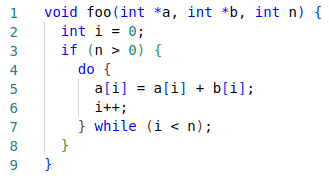 1 void foo(int *a, int *b, int n) {
2   int i = 0;
3   if (n > 0) {
4     do {
5       a[i] = a[i] + b[i];
6       i++;
7     } while (i < n);
8   }
9 }